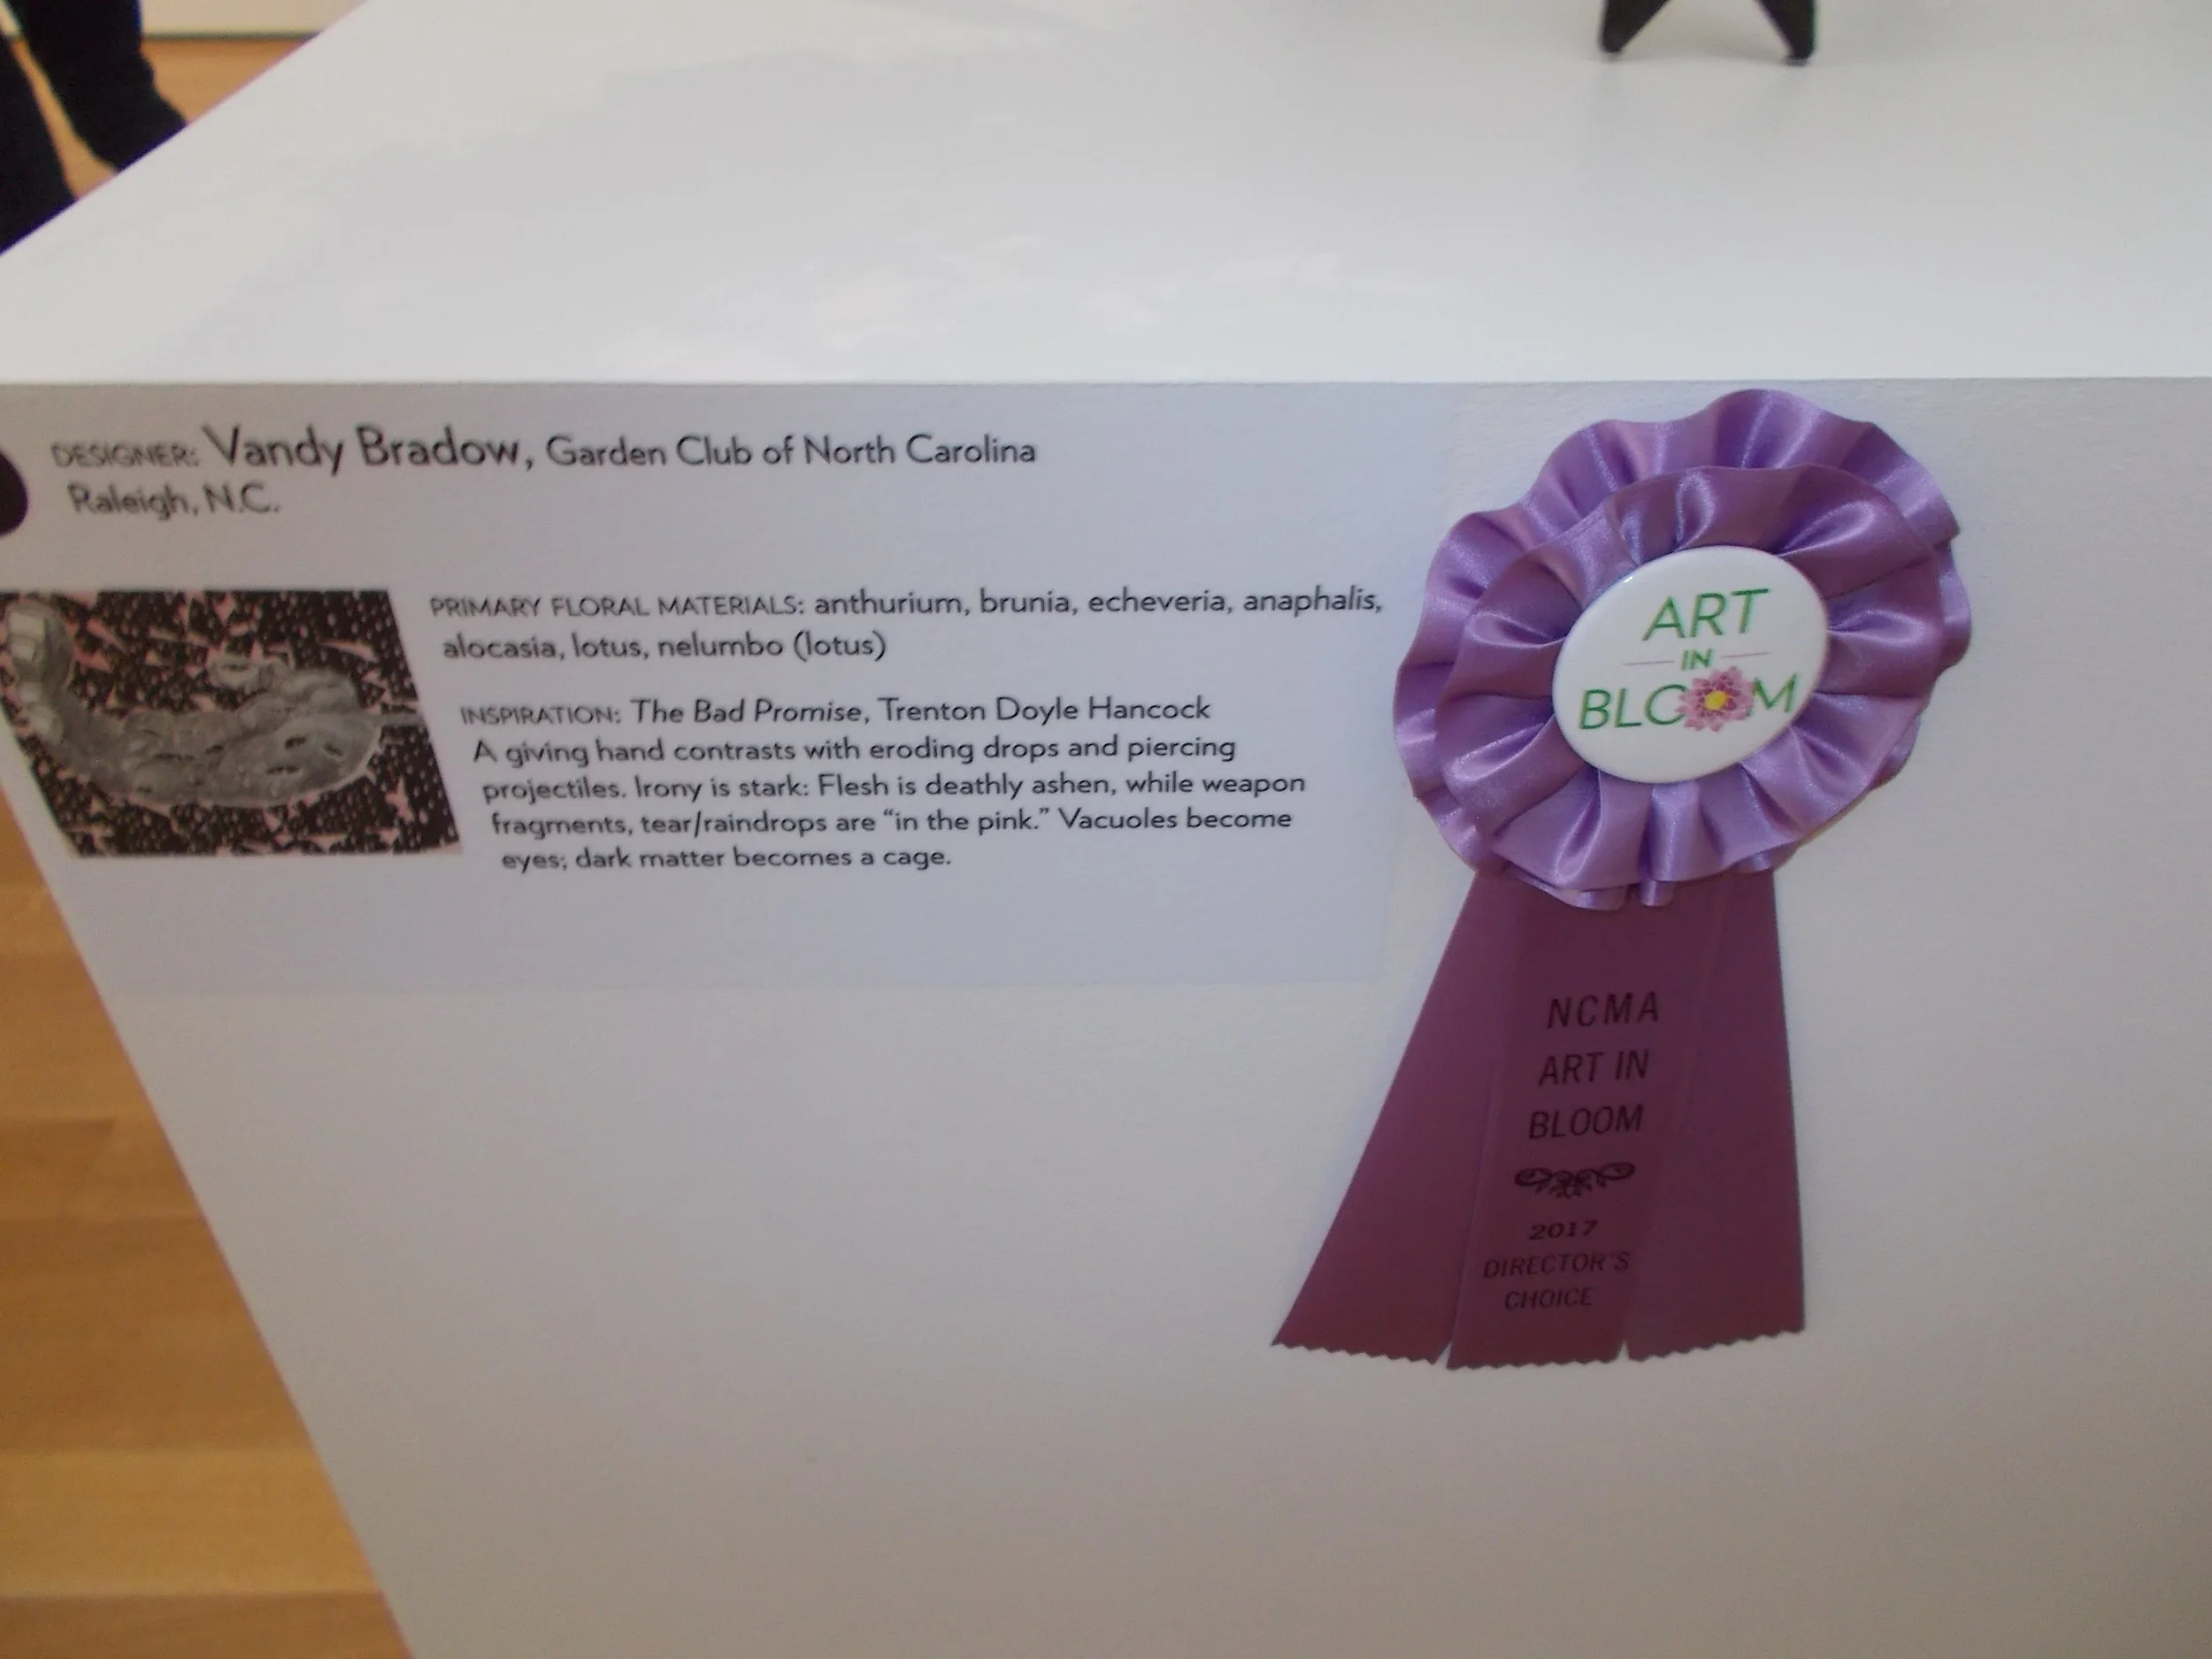 DESIGNER: Vandy Bradow, Garden Club of North Carolina
Raleigh, N.C.
PRIMARY FLORAL MATERIALS: anthurium, brunia, echeveria, anaphalis,
alocasia, lotus, nelumbo (lotus)
INSPIRATION: The Bad Promise, Trenton Doyle Hancock
A giving hand contrasts with eroding drops and piercing
projectiles. Irony is stark: Flesh is deathly ashen, while weapon
fragments, tear/raindrops are “in the pink.” Vacuoles become
eyes; dark matter becomes a cage.
ART
IN
BLOOM
NCMA
ART IN
BLOOM
2017
DIRECTOR'S
CHOICE